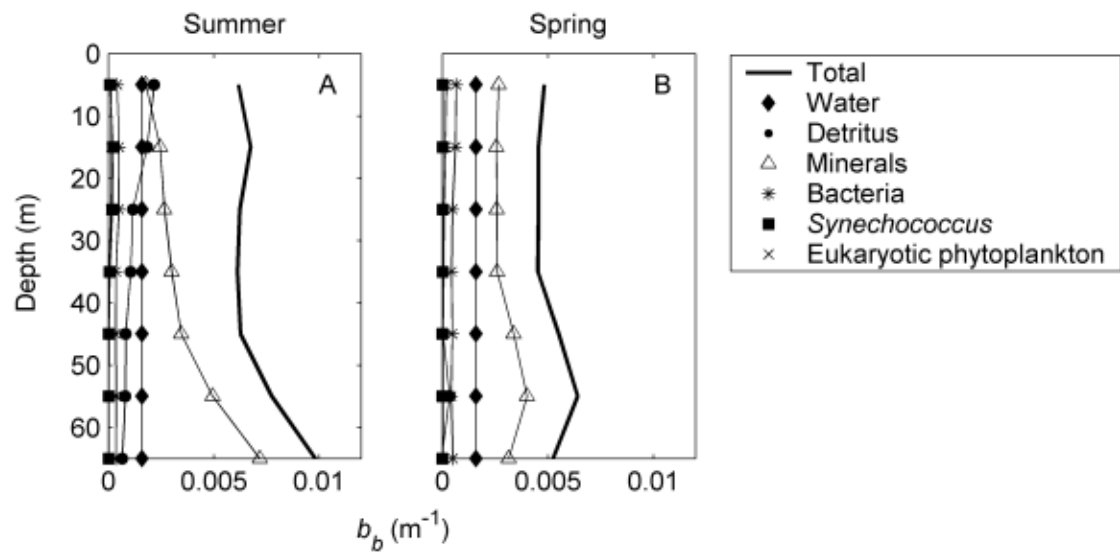 Summer
Spring
0
10
20
30
40
50
60
Depth (m)
A
B
0
0.005
0.01
0
0.005
0.01
b_b (m⁻¹)
Total
Water
Detritus
Minerals
Bacteria
Synechococcus
Eukaryotic phytoplankton